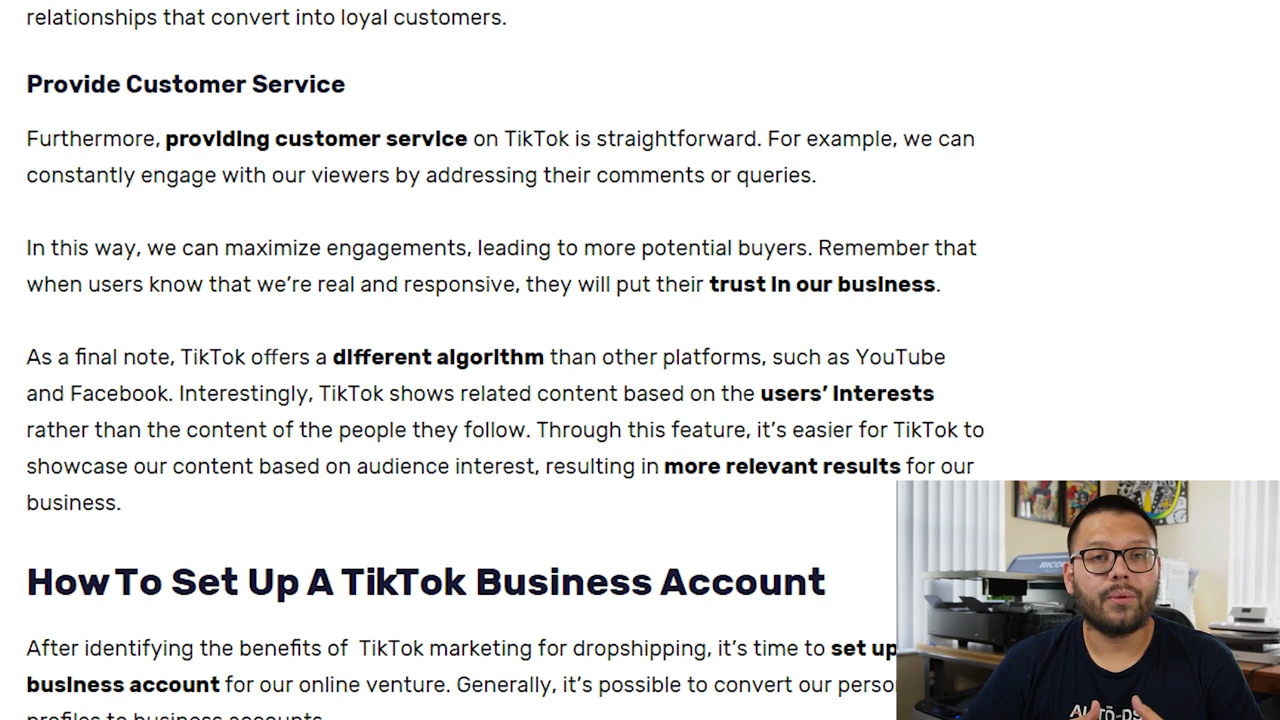 relationships that convert into loyal customers.
Provide Customer Service
Furthermore, providing customer service on TikTok is straightforward. For example, we can
constantly engage with our viewers by addressing their comments or queries.
In this way, we can maximize engagements, leading to more potential buyers. Remember that
when users know that we’re real and responsive, they will put their trust in our business.
As a final note, TikTok offers a different algorithm than other platforms, such as YouTube
and Facebook. Interestingly, TikTok shows related content based on the users’ interests
rather than the content of the people they follow. Through this feature, it’s easier for TikTok to
showcase our content based on audience interest, resulting in more relevant results for our
business.
How To Set Up A TikTok Business Account
After identifying the benefits of TikTok marketing for dropshipping, it’s time to set up
business account for our online venture. Generally, it’s possible to convert our perso
profiles to business accounts.
RICO
AUTO-DS